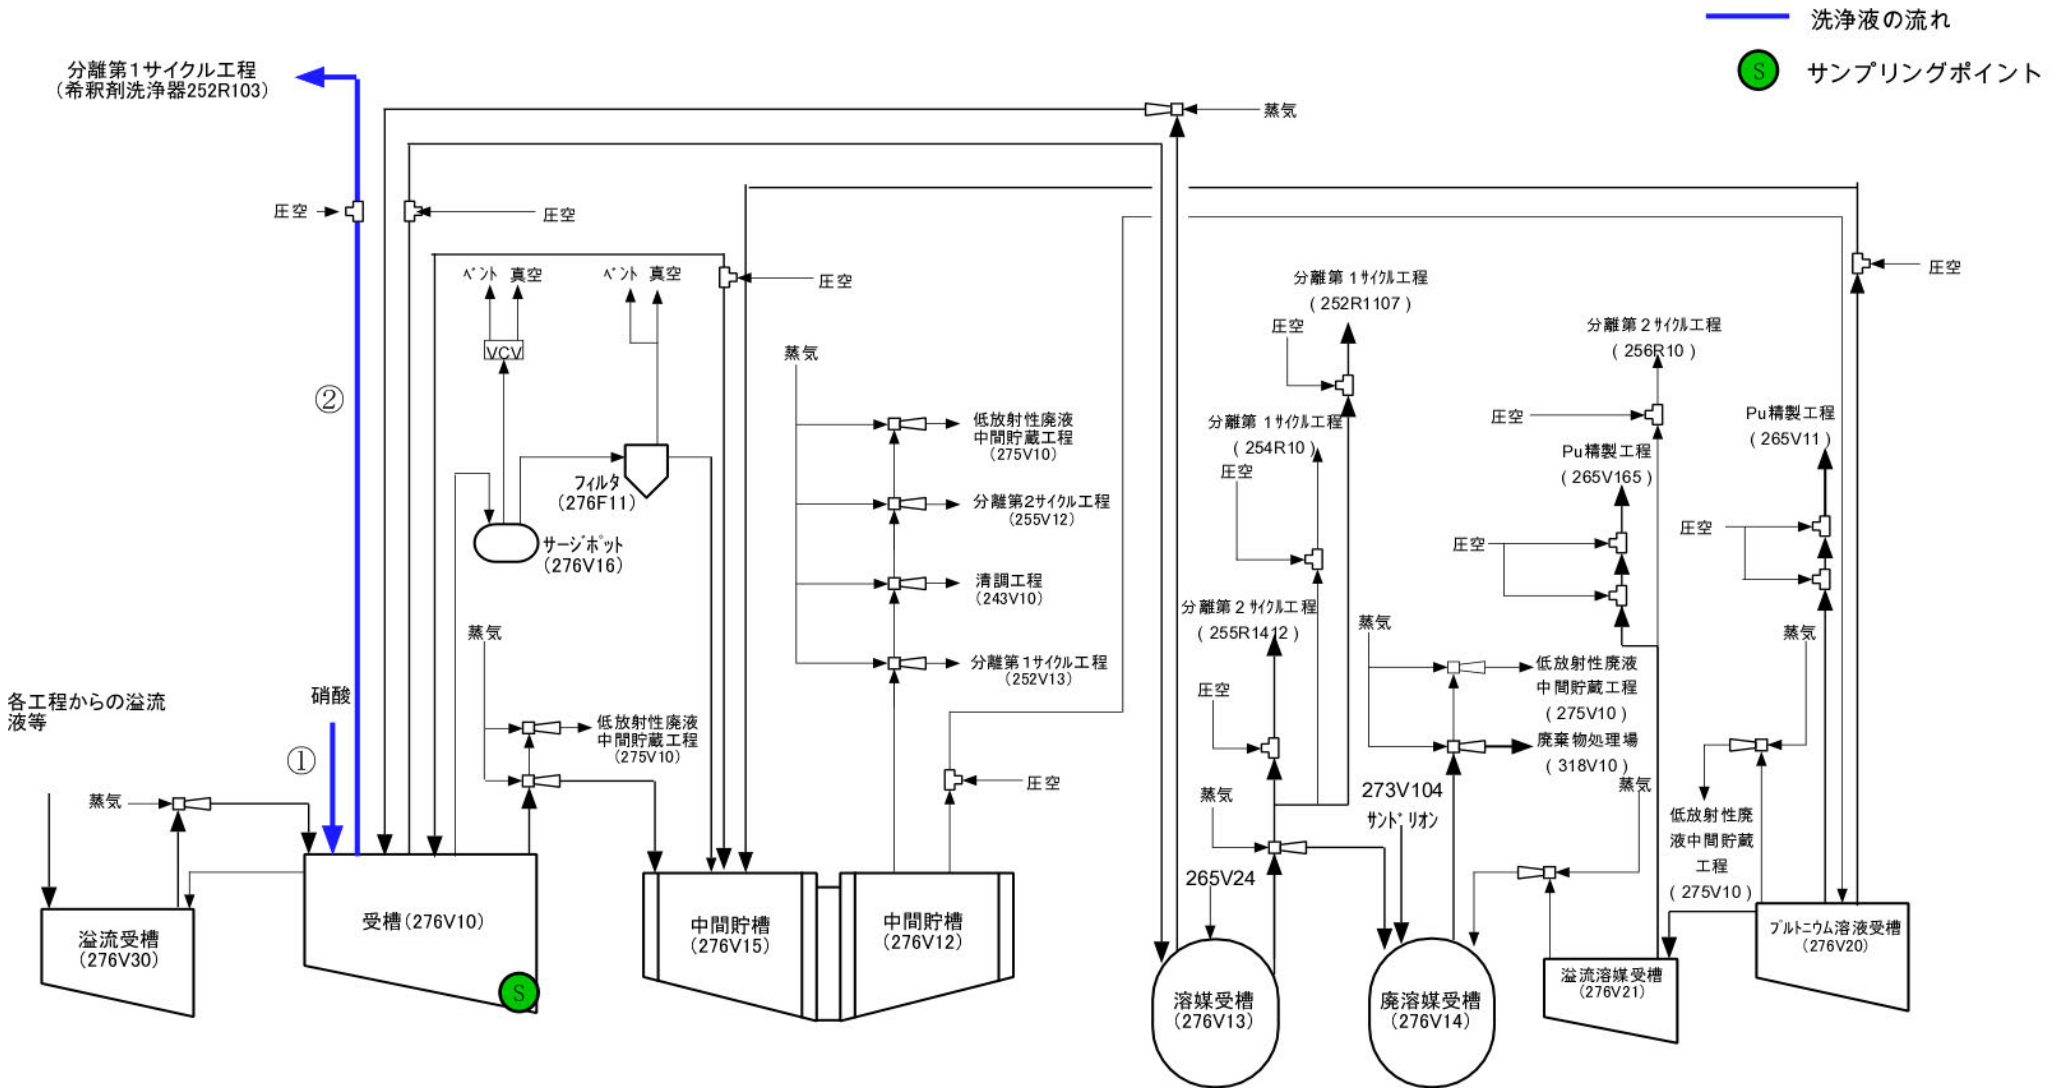 洗浄液の流れ
S
サンプリングポイント
分離第1サイクル工程
(希釈剤洗浄器252R103)
蒸気
圧空
圧空
ベント 真空
ベント 真空
圧空
圧空
VCV
②
フィルタ
(276F11)
サージポット
(276V16)
蒸気
低放射性廃液
中間貯蔵工程
(275V10)
分離第2サイクル工程
(255V12)
清調工程
(243V10)
分離第1サイクル工程
(252V13)
分離第1サイクル工程
(252R1107)
圧空
分離第1サイクル工程
(254R10)
圧空
分離第2サイクル工程
(255R1412)
圧空
蒸気
265V24
分離第2サイクル工程
(256R10)
圧空
Pu精製工程
(265V165)
圧空
Pu精製工程
(265V11)
圧空
蒸気
低放射性廃液
中間貯蔵工程
(275V10)
廃棄物処理場
(318V10)
蒸気
273V104
サンドリオン
蒸気
低放射性廃
液中間貯蔵
工程
(275V10)
各工程からの溢流
液等
硝酸
①
蒸気
蒸気
低放射性廃液
中間貯蔵工程
(275V10)
圧空
溢流受槽
(276V30)
受槽(276V10)
S
中間貯槽
(276V15)
中間貯槽
(276V12)
溶媒受槽
(276V13)
廃溶媒受槽
(276V14)
溢流溶媒受槽
(276V21)
プルトニウム溶液受槽
(276V20)